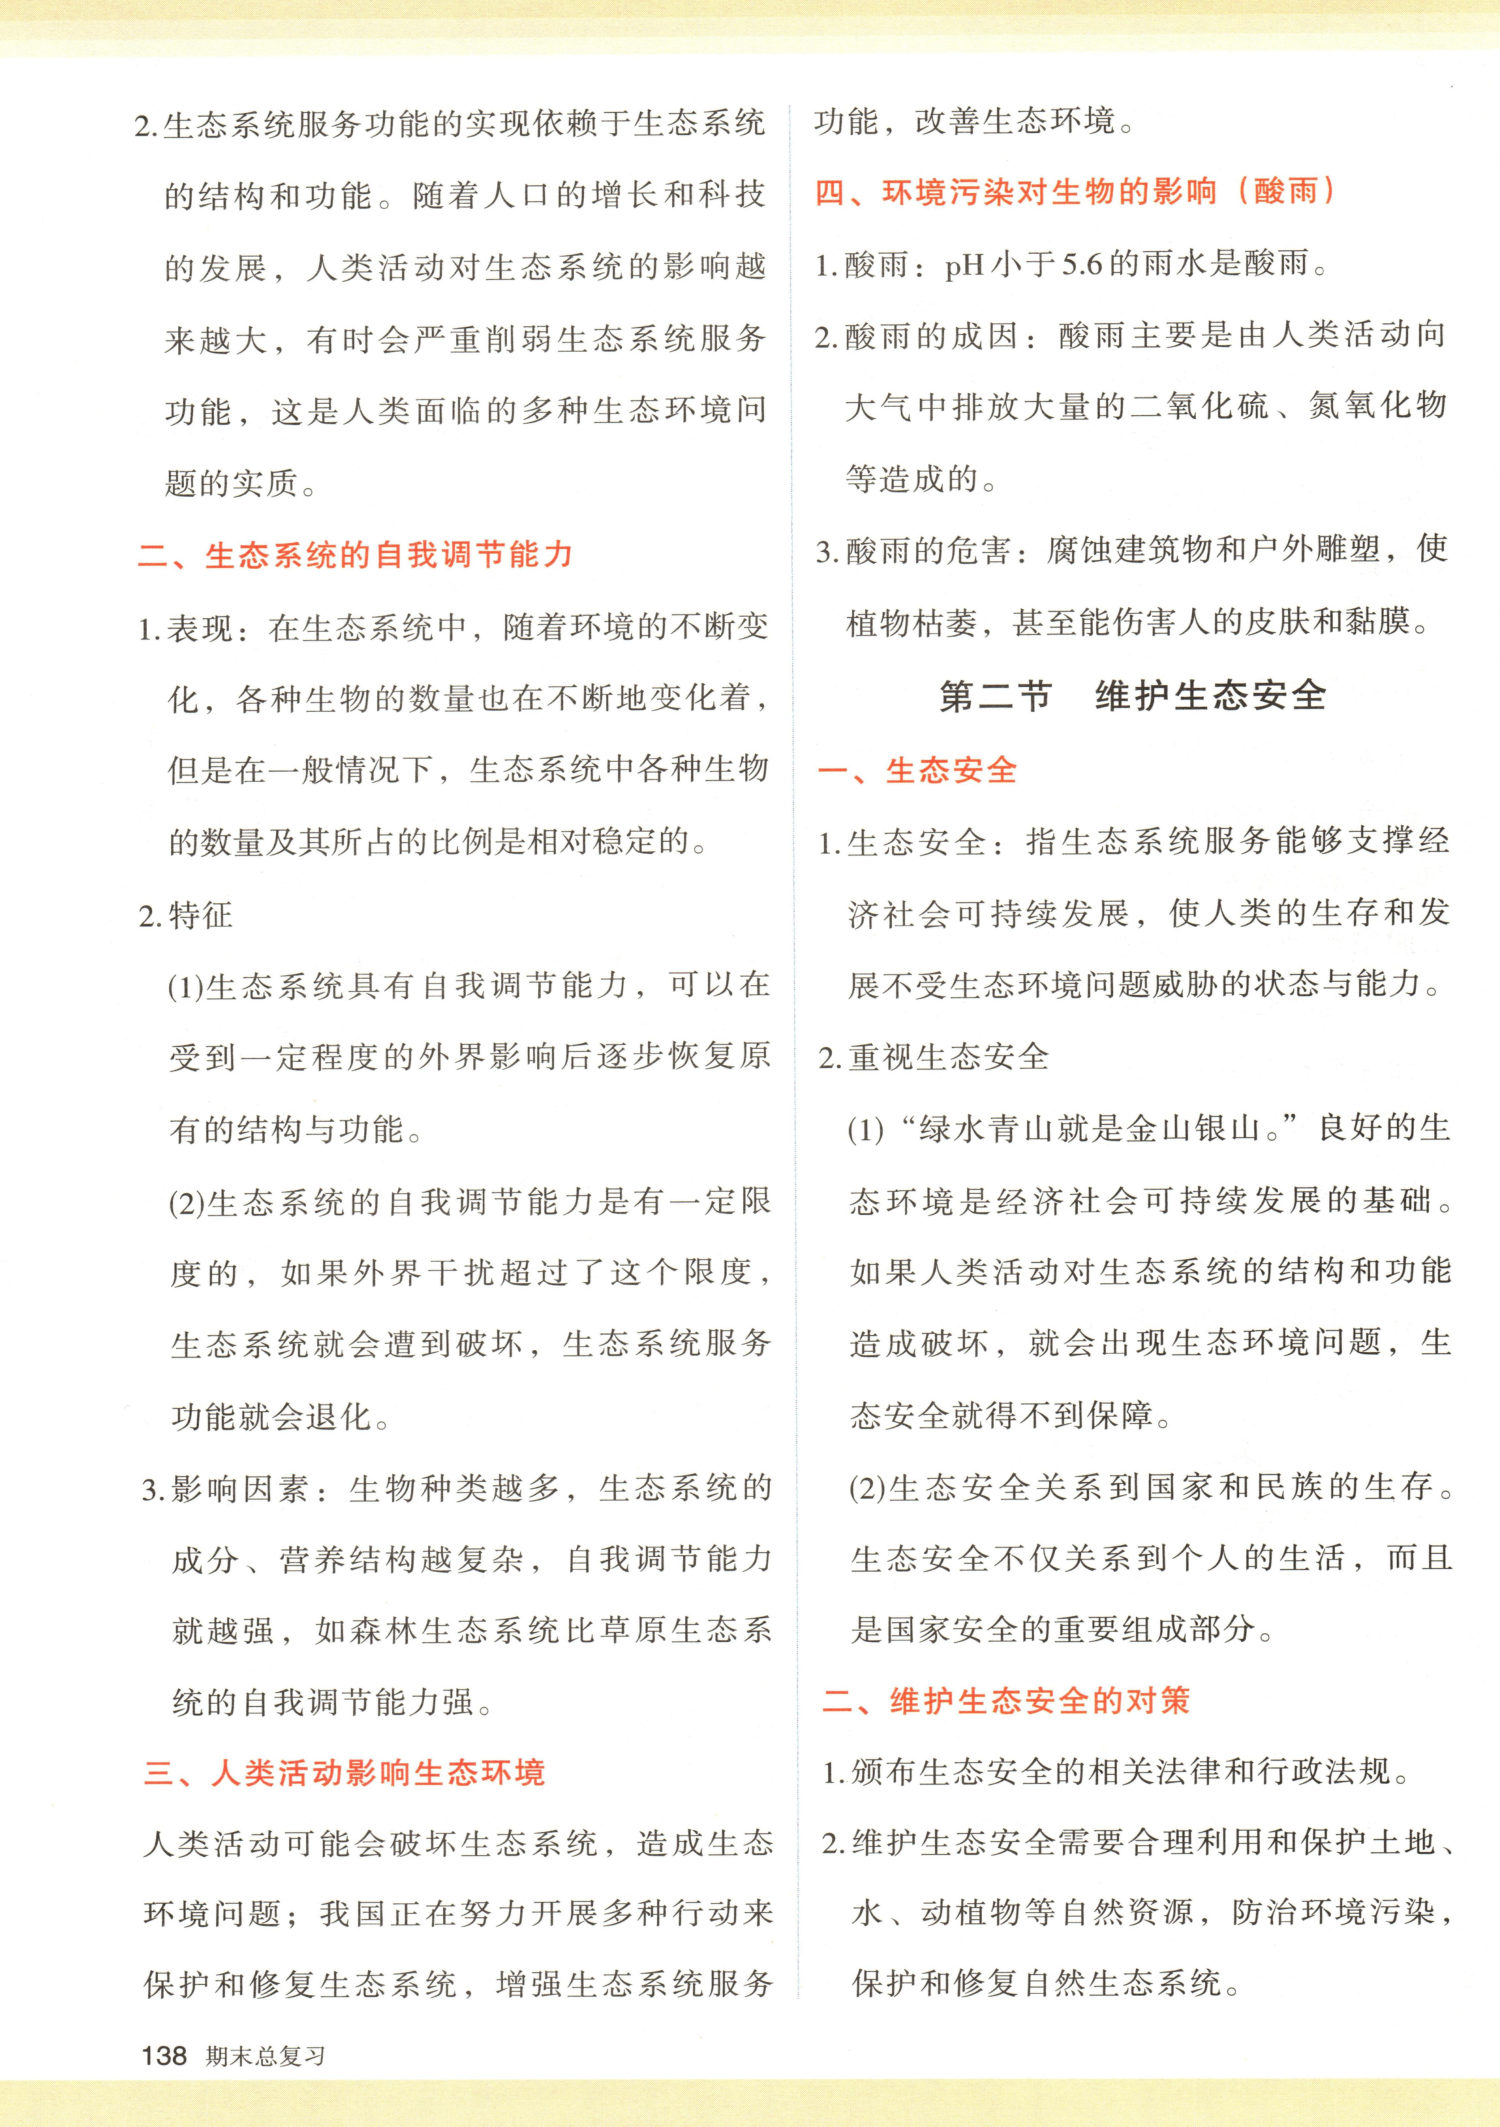 2.生态系统服务功能的实现依赖于生态系统
的结构和功能。随着人口的增长和科技
的发展，人类活动对生态系统的影响越
来越大，有时会严重削弱生态系统服务
功能，这是人类面临的多种生态环境问
题的实质。
二、生态系统的自我调节能力
1.表现：在生态系统中，随着环境的不断变
化，各种生物的数量也在不断地变化着，
但是在一般情况下，生态系统中各种生物
的数量及其所占的比例是相对稳定的。
2.特征
(1)生态系统具有自我调节能力，可以在
受到一定程度的外界影响后逐步恢复原
有的结构与功能。
(2)生态系统的自我调节能力是有一定限
度的，如果外界干扰超过了这个限度，
生态系统就会遭到破坏，生态系统服务
功能就会退化。
3.影响因素：生物种类越多，生态系统的
成分、营养结构越复杂，自我调节能力
就越强，如森林生态系统比草原生态系
统的自我调节能力强。
三、人类活动影响生态环境
人类活动可能会破坏生态系统，造成生态
环境问题；我国正在努力开展多种行动来
保护和修复生态系统，增强生态系统服务
功能，改善生态环境。
四、环境污染对生物的影响（酸雨）
1.酸雨：pH小于5.6的雨水是酸雨。
2.酸雨的成因：酸雨主要是由人类活动向
大气中排放大量的二氧化硫、氮氧化物
等造成的。
3.酸雨的危害：腐蚀建筑物和户外雕塑，使
植物枯萎，甚至能伤害人的皮肤和黏膜。
第二节　维护生态安全
一、生态安全
1.生态安全：指生态系统服务能够支撑经
济社会可持续发展，使人类的生存和发
展不受生态环境问题威胁的状态与能力。
2.重视生态安全
(1)“绿水青山就是金山银山。”良好的生
态环境是经济社会可持续发展的基础。
如果人类活动对生态系统的结构和功能
造成破坏，就会出现生态环境问题，生
态安全就得不到保障。
(2)生态安全关系到国家和民族的生存。
生态安全不仅关系到个人的生活，而且
是国家安全的重要组成部分。
二、维护生态安全的对策
1.颁布生态安全的相关法律和行政法规。
2.维护生态安全需要合理利用和保护土地、
水、动植物等自然资源，防治环境污染，
保护和修复自然生态系统。
138 期末总复习